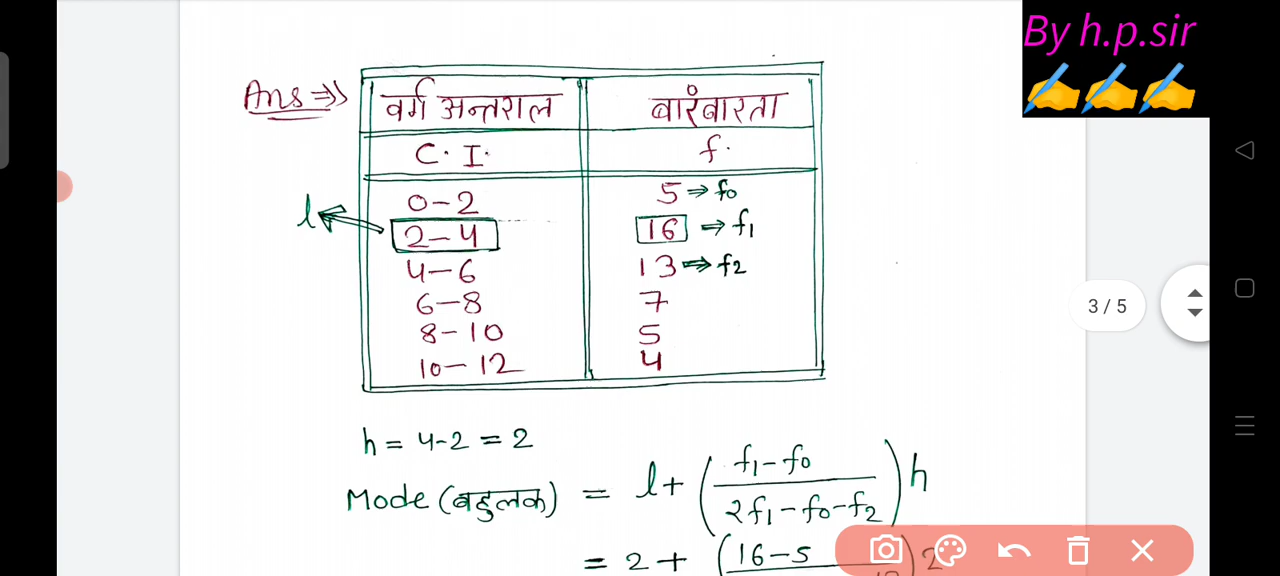 By h.p.sir
✍️✍️✍️
Ans ⇒>
वर्ग अन्तराल बारंबारता
C. I. f.
0-2 5 ⇒ f₀
l 2-4 16 ⇒ f₁
4-6 13 ⇒ f₂
6-8 7
8-10 5
10-12 4
3 / 5
h = 4-2 = 2
Mode (बहुलक) = l + ( f₁ - f₀ / 2f₁ - f₀ - f₂ ) h
= 2 + ( 16-5 ) 2